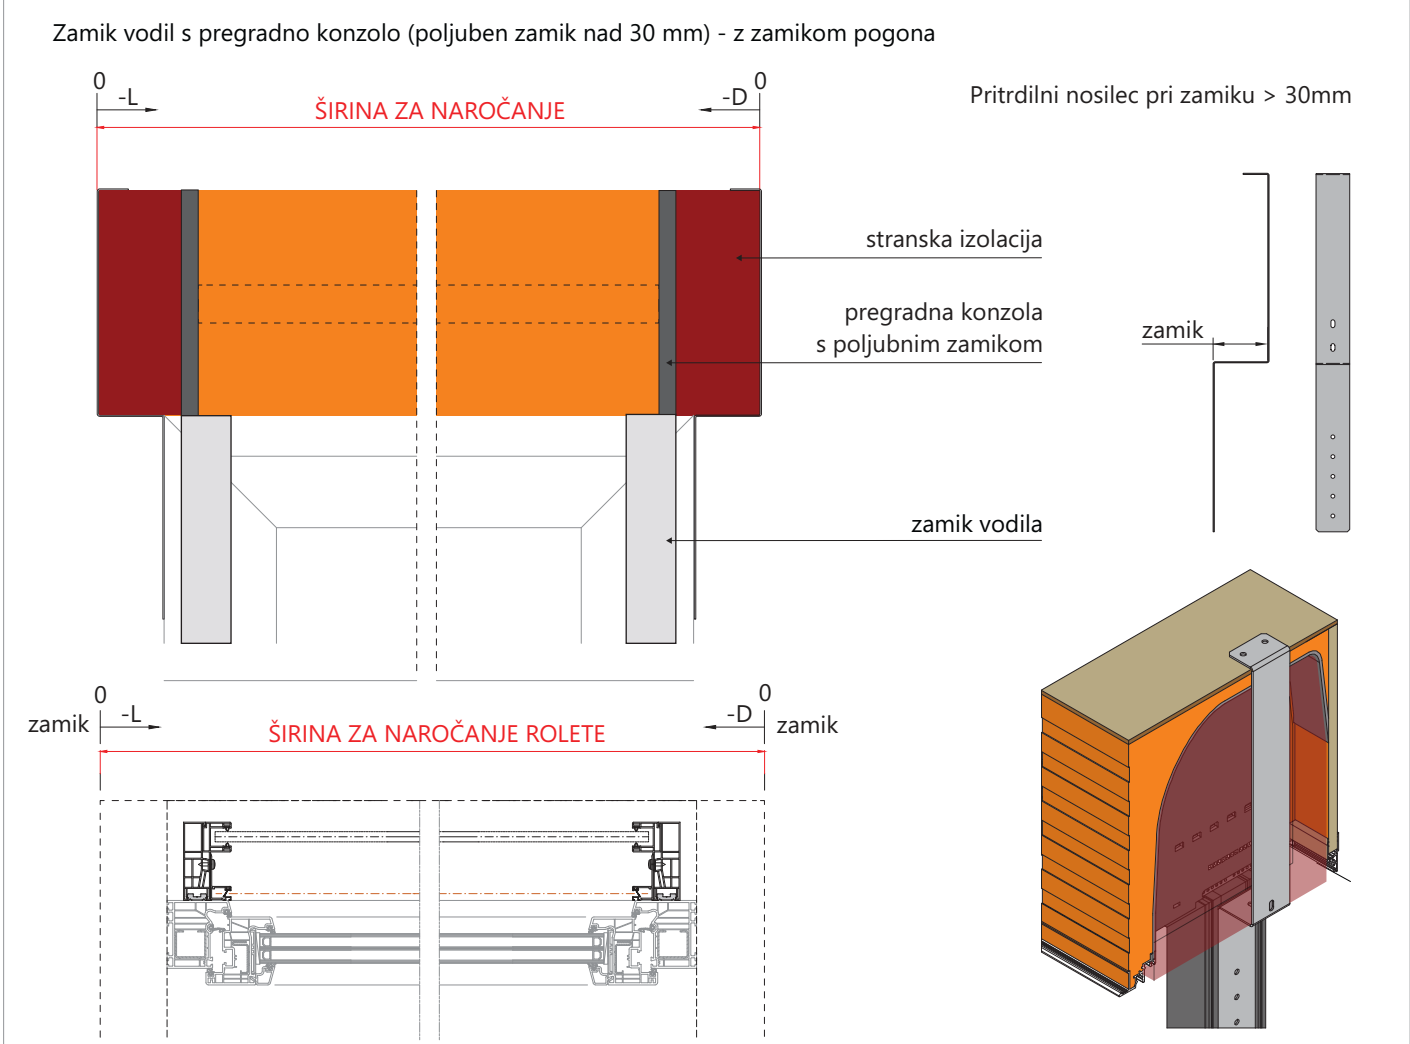 Zamik vodil s pregradno konzolo (poljuben zamik nad 30 mm) - z zamikom pogona
0
-L
ŠIRINA ZA NAROČANJE
-D
0
Pritrdilni nosilec pri zamiku > 30mm
stranska izolacija
pregradna konzola
s poljubnim zamikom
zamik
zamik vodila
0
zamik
-L
ŠIRINA ZA NAROČANJE ROLETE
-D
0
zamik